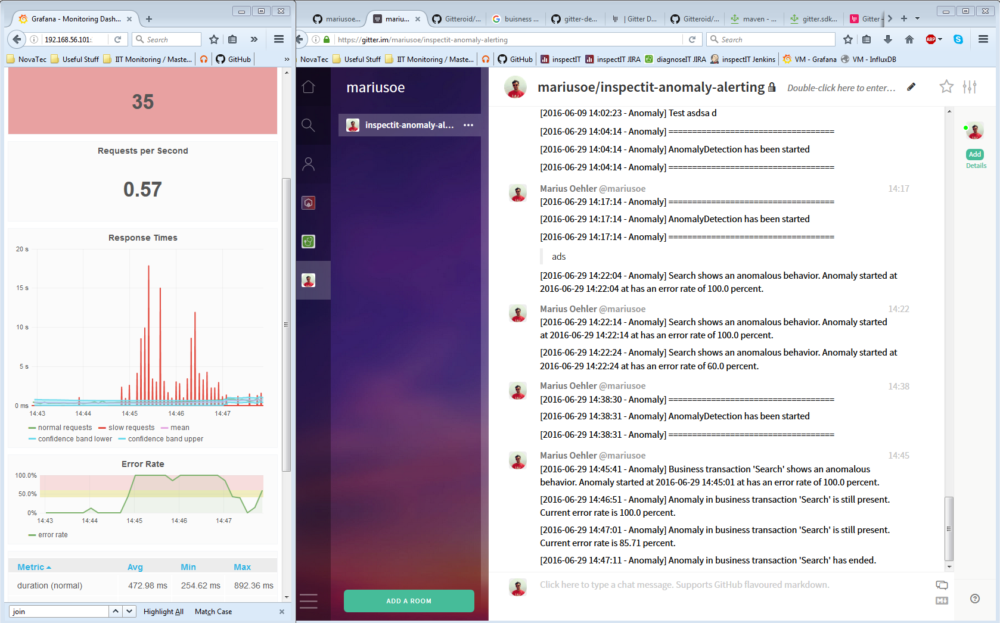 Grafana - Monitoring Dash...
192.168.56.101:
Search
NovaTec
Useful Stuff
IIT Monitoring / Maste...
GitHub
»
35
Requests per Second
0.57
Response Times
20 s
15 s
10 s
5 s
0 ms
14:43 14:44 14:45 14:46 14:47
normal requests slow requests mean
confidence band lower confidence band upper
Error Rate
100.0%
50.0%
0%
14:43 14:44 14:45 14:46 14:47
error rate
Metric Avg Min Max
duration (normal) 472.98 ms 254.62 ms 892.36 ms
join
Highlight All Match Case
mariusoe... mariu... Gitteroid/... buisness ... gitter-de... | Gitter D... Gitteroid/... maven - ... gitter.sdk... Gitter
https://gitter.im/mariusoe/inspectit-anomaly-alerting
Search
ABP
NovaTec Useful Stuff IIT Monitoring / Maste... GitHub inspectIT inspectIT JIRA diagnoseIT JIRA inspectIT Jenkins VM - Grafana VM - InfluxDB
mariusoe
inspectit-anomaly-al... •••
ADD A ROOM
mariusoe/inspectit-anomaly-alerting
Double-click here to enter...
[2016-06-09 14:02:23 - Anomaly] Test asdsa d
[2016-06-29 14:04:14 - Anomaly] ==================================
[2016-06-29 14:04:14 - Anomaly] AnomalyDetection has been started
[2016-06-29 14:04:14 - Anomaly] ==================================
Marius Oehler @mariusoe 14:17
[2016-06-29 14:17:14 - Anomaly] ==================================
[2016-06-29 14:17:14 - Anomaly] AnomalyDetection has been started
[2016-06-29 14:17:14 - Anomaly] ==================================
ads
[2016-06-29 14:22:04 - Anomaly] Search shows an anomalous behavior. Anomaly started at
2016-06-29 14:22:04 at has an error rate of 100.0 percent.
Marius Oehler @mariusoe 14:22
[2016-06-29 14:22:14 - Anomaly] Search shows an anomalous behavior. Anomaly started
at 2016-06-29 14:22:14 at has an error rate of 100.0 percent.
[2016-06-29 14:22:24 - Anomaly] Search shows an anomalous behavior. Anomaly started at
2016-06-29 14:22:24 at has an error rate of 60.0 percent.
Marius Oehler @mariusoe 14:38
[2016-06-29 14:38:30 - Anomaly] ==================================
[2016-06-29 14:38:31 - Anomaly] AnomalyDetection has been started
[2016-06-29 14:38:31 - Anomaly] ==================================
Marius Oehler @mariusoe 14:45
[2016-06-29 14:45:41 - Anomaly] Business transaction 'Search' shows an anomalous
behavior. Anomaly started at 2016-06-29 14:45:01 at has an error rate of 100.0 percent.
[2016-06-29 14:46:51 - Anomaly] Anomaly in business transaction 'Search' is still present.
Current error rate is 100.0 percent.
[2016-06-29 14:47:01 - Anomaly] Anomaly in business transaction 'Search' is still present.
Current error rate is 85.71 percent.
[2016-06-29 14:47:11 - Anomaly] Anomaly in business transaction 'Search' has ended.
Click here to type a chat message. Supports GitHub flavoured markdown.
Add
Details